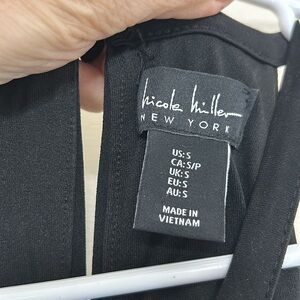 nicole miller
NEW YORK
US:S
CA:S/P
UK:S
EU:S
AU:S
MADE IN
VIETNAM